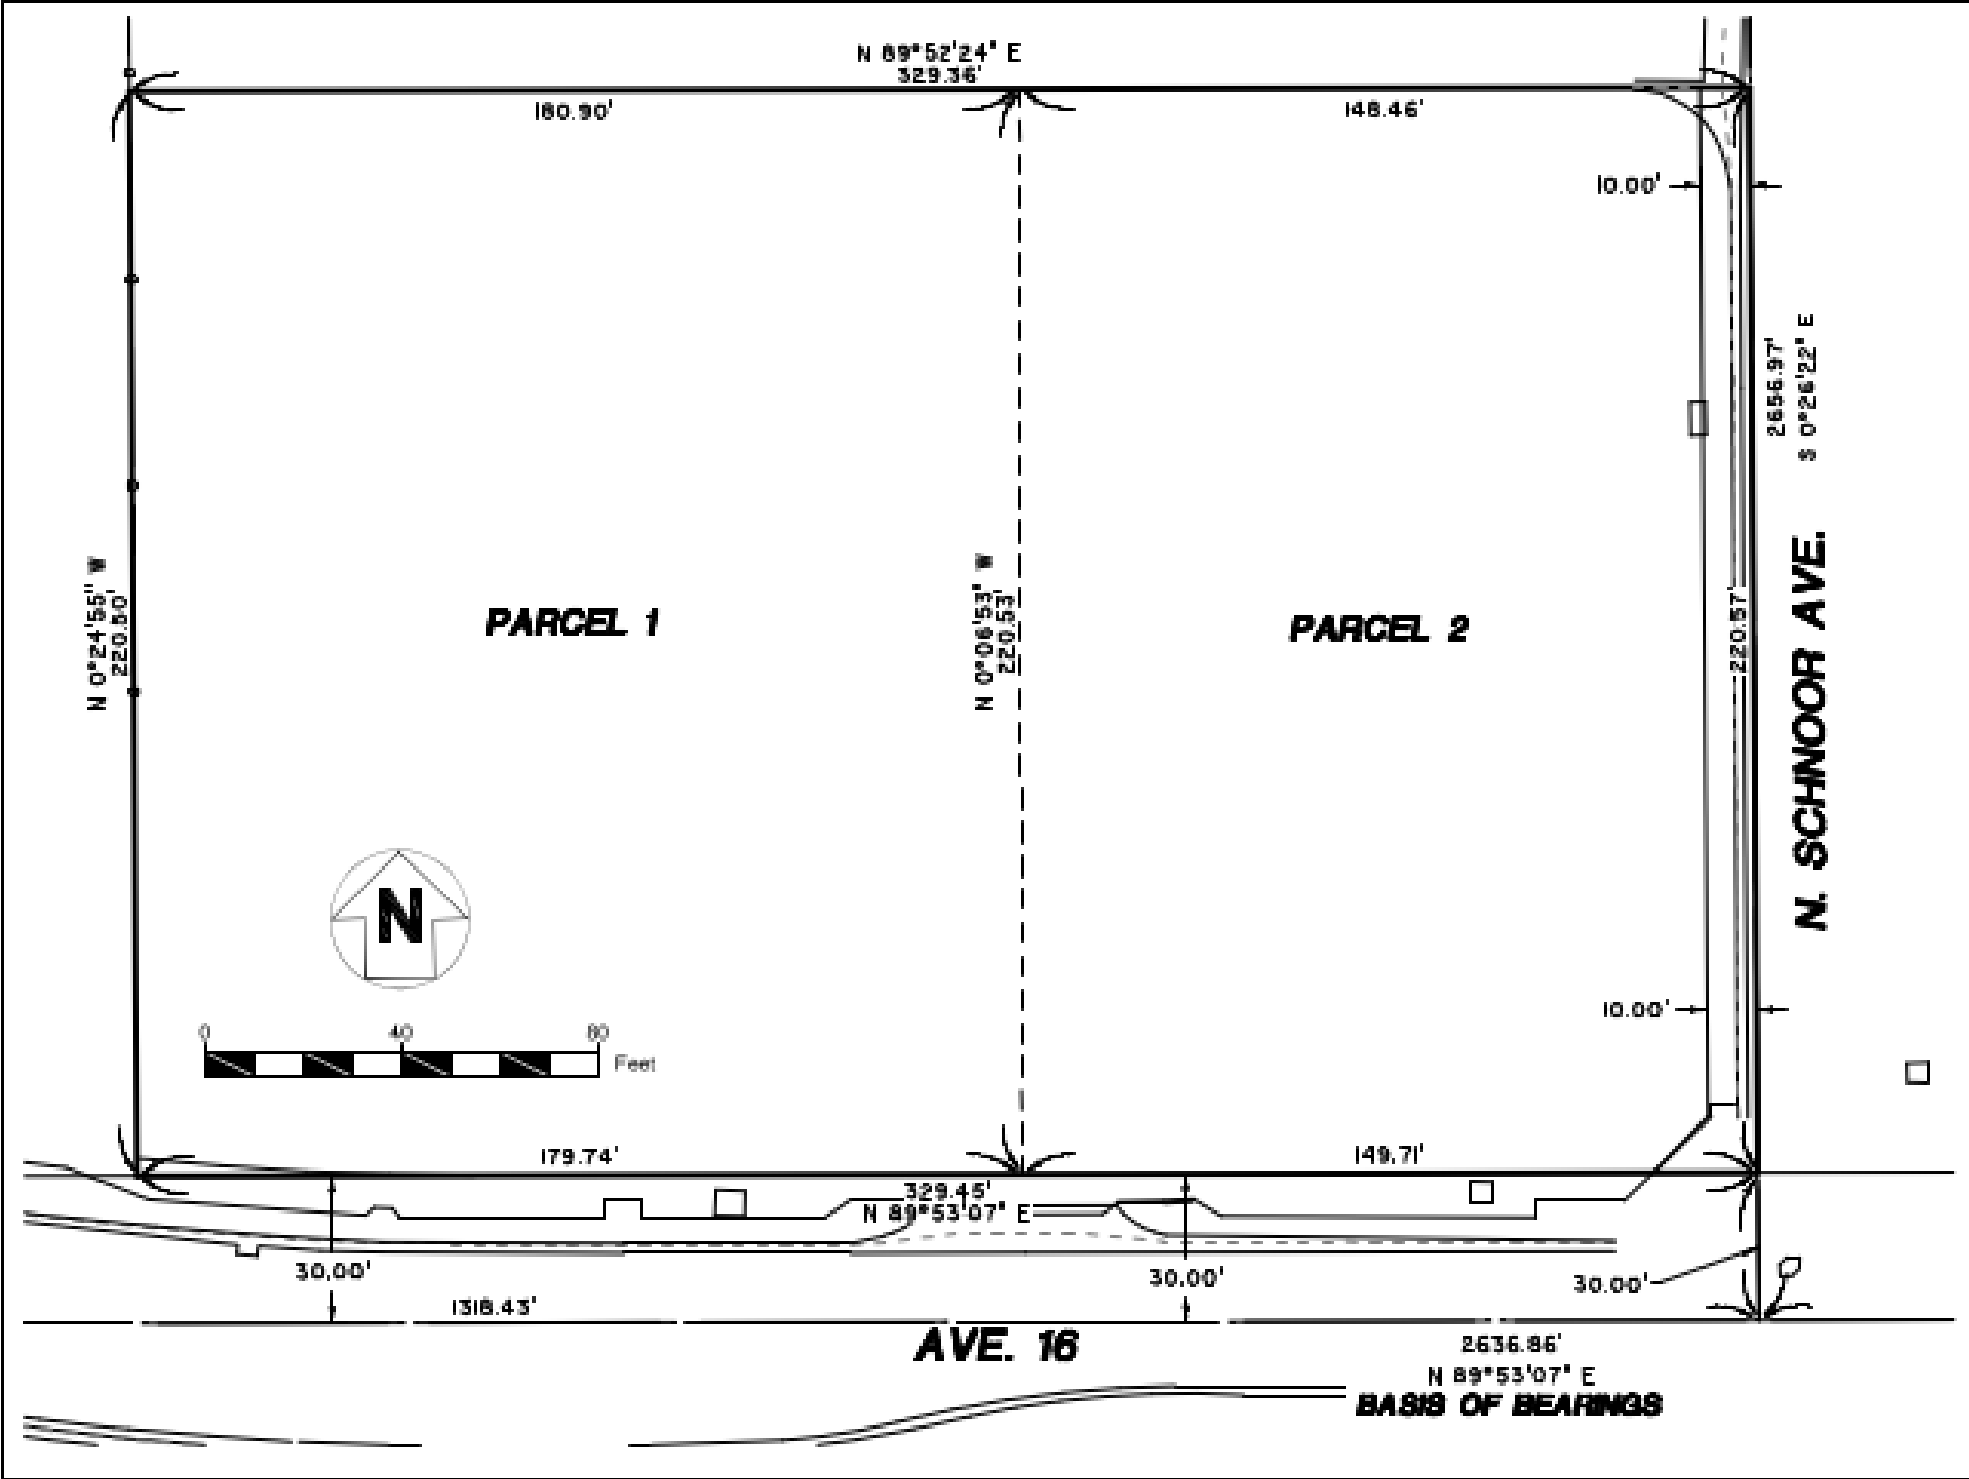 N 89°52'24" E
329.36'
180.90'
148.46'
10.00'
2656.97'
S 0°26'22" E
N 0°24'55" W
220.50'
PARCEL 1
N 0°06'53" W
220.53'
PARCEL 2
220.57'
N. SCHNOOR AVE.
N
0 40 80
Feet
10.00'
179.74'
149.71'
329.45'
N 89°53'07" E
30.00'
30.00'
30.00'
1318.43'
AVE. 16
2636.86'
N 89°53'07" E
BASIS OF BEARINGS